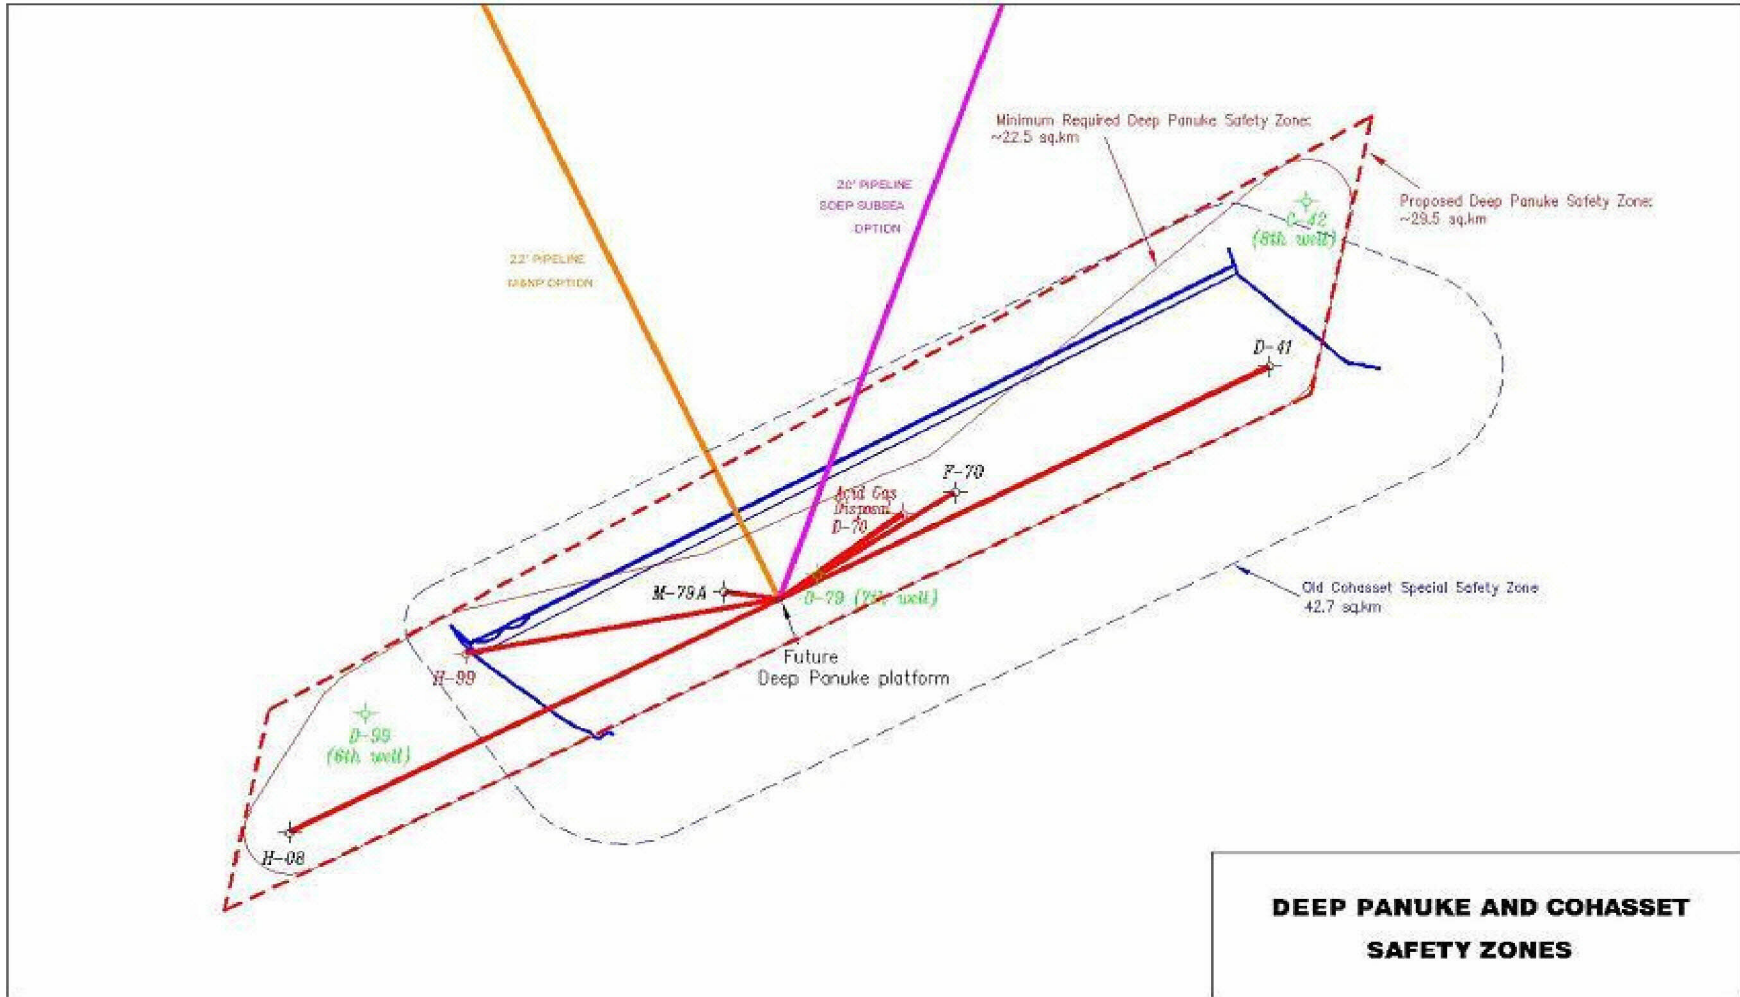 Minimum Required Deep Panuke Safety Zone:
~22.5 sq.km
20' PIPELINE
SOEP SUBSEA
OPTION
Proposed Deep Panuke Safety Zone:
~29.5 sq.km
C-42
(8th well)
22' PIPELINE
M&NP OPTION
D-41
F-70
Acid Gas
Disposal
D-70
M-79A
(7th well)
Old Cohasset Special Safety Zone
42.7 sq.km
Future
Deep Panuke platform
H-99
D-99
(6th well)
H-08
DEEP PANUKE AND COHASSET
SAFETY ZONES